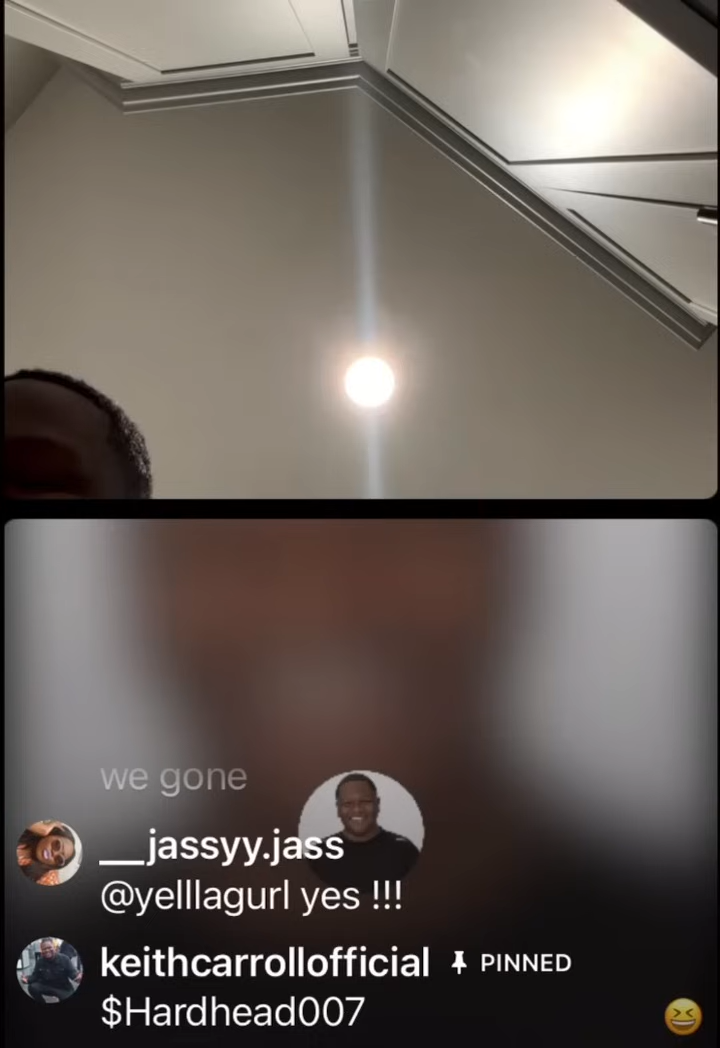 we gone
__jassyy.jass
@yelllagurl yes !!!
keithcarrollofficial PINNED
$Hardhead007